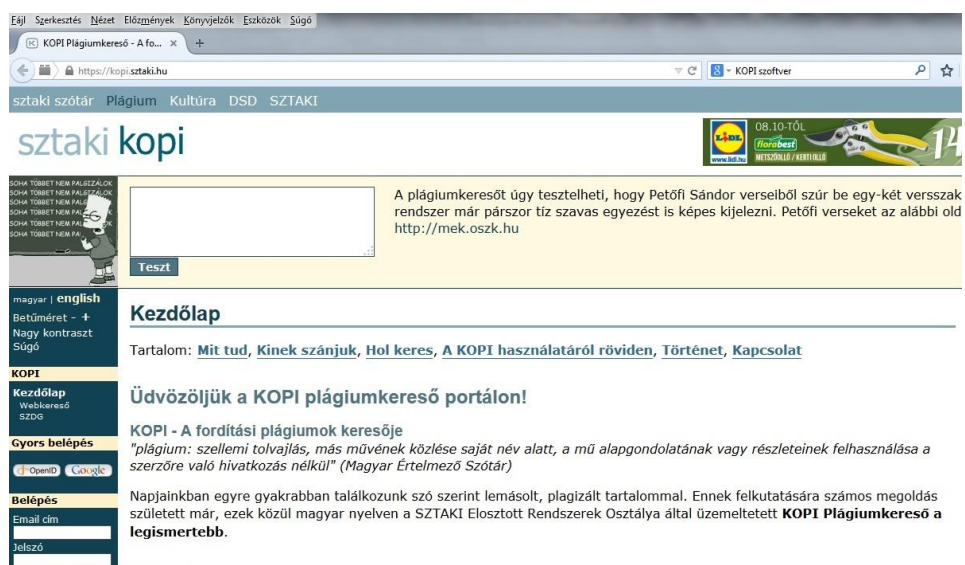 Fájl Szerkesztés Nézet Előzmények Könyvjelzők Eszközök Súgó
KOPI Plágiumkereső - A fo... × +
https://kopi.sztaki.hu
KOPI szoftver
sztaki szótár Plágium Kultúra DSD SZTAKI
sztaki kopi
LIDL
www.lidl.hu
08.10-TŐL
florabest
METSZŐOLLÓ / KERTI OLLÓ
14
SOHA TÖBBET NEM PALGIZÁLOK
SOHA TÖBBET NEM PALGIZÁLOK
SOHA TÖBBET NEM
SOHA TÖBBET NEM
SOHA TÖBBET NEM
SOHA TÖBBET NEM
A plágiumkeresőt úgy tesztelheti, hogy Petőfi Sándor verseiből szúr be egy-két versszak
rendszer már párszor tíz szavas egyezést is képes kijelezni. Petőfi verseket az alábbi old
http://mek.oszk.hu
Teszt
magyar | english
Betűméret - +
Nagy kontraszt
Súgó
KOPI
Kezdőlap
Webkereső
SZDG
Gyors belépés
OpenID Google
Belépés
Email cím
Jelszó
Kezdőlap
Tartalom: Mit tud, Kinek szánjuk, Hol keres, A KOPI használatáról röviden, Történet, Kapcsolat
Üdvözöljük a KOPI plágiumkereső portálon!
KOPI - A fordítási plágiumok keresője
"plágium: szellemi tolvajlás, más művének közlése saját név alatt, a mű alapgondolatának vagy részleteinek felhasználása a
szerzőre való hivatkozás nélkül" (Magyar Értelmező Szótár)
Napjainkban egyre gyakrabban találkozunk szó szerint lemásolt, plagizált tartalommal. Ennek felkutatására számos megoldás
született már, ezek közül magyar nyelven a SZTAKI Elosztott Rendszerek Osztálya által üzemeltetett KOPI Plágiumkereső a
legismertebb.